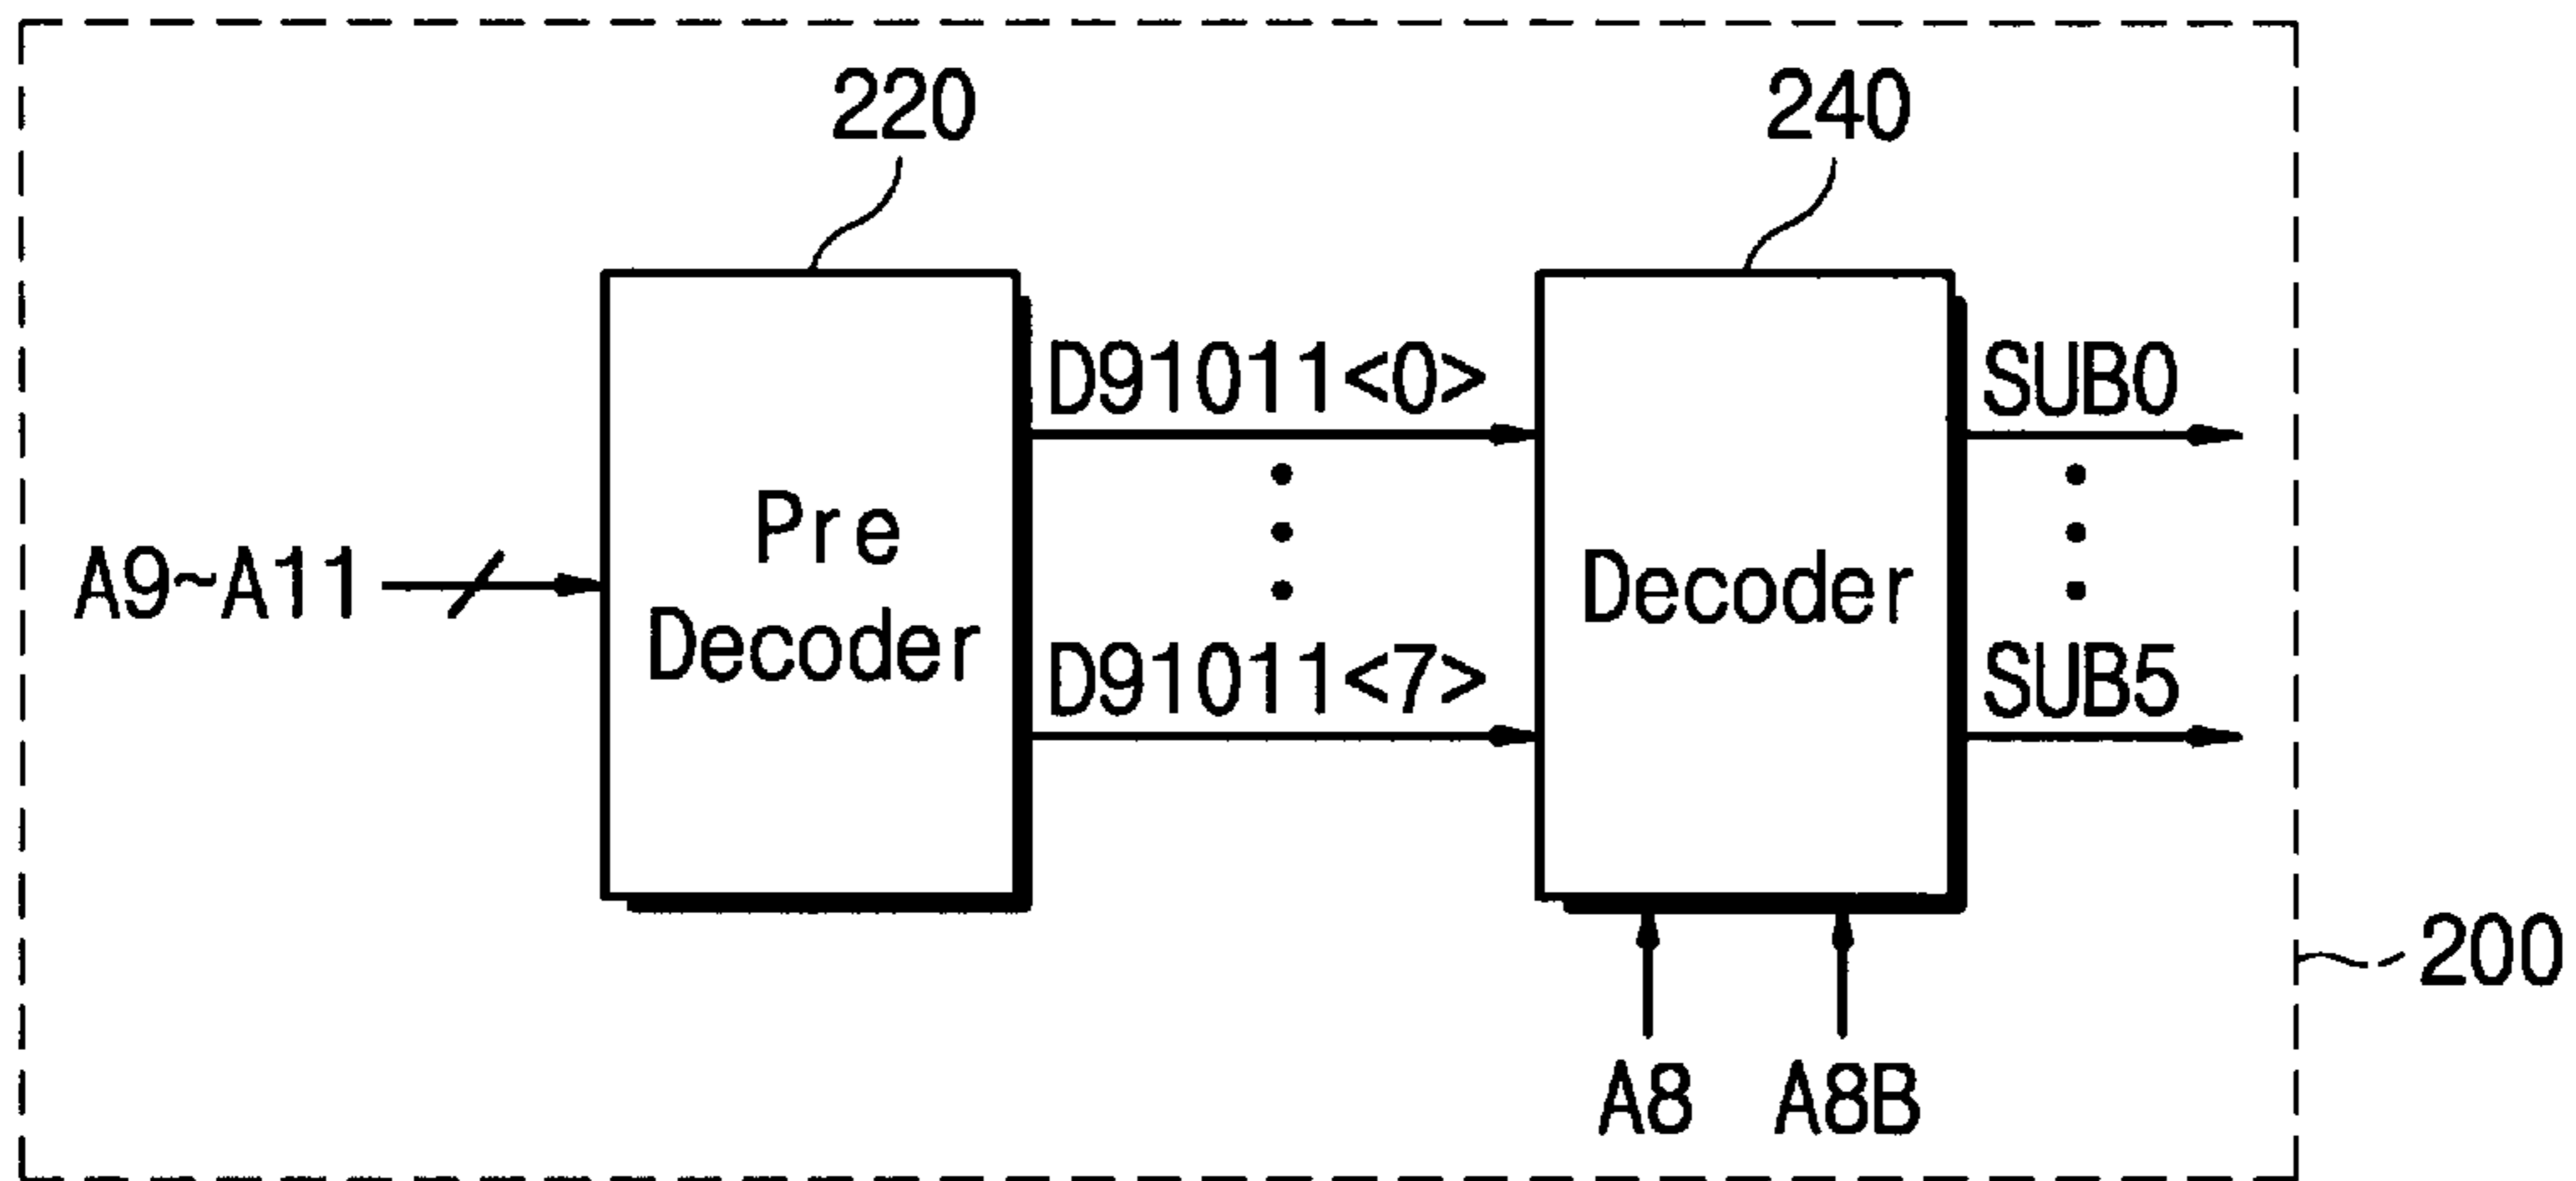 220
240
D91011<0>
SUB0
Pre
Decoder
A9~A11
Decoder
D91011<7>
SUB5
200
A8
A8B